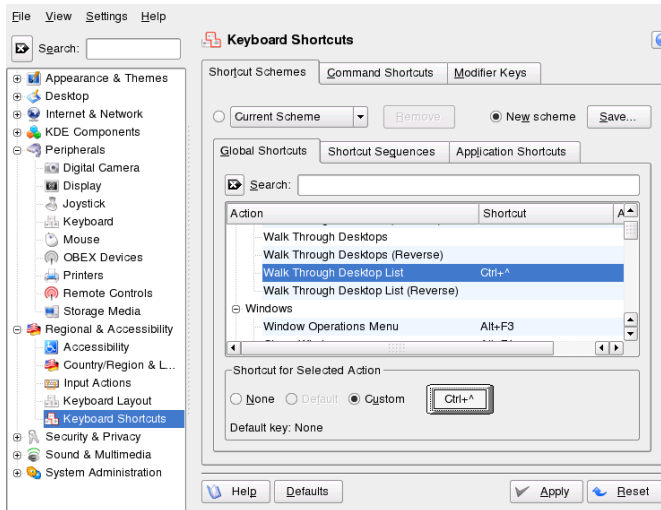 File View Settings Help
Search:
Appearance & Themes
Desktop
Internet & Network
KDE Components
Peripherals
Digital Camera
Display
Joystick
Keyboard
Mouse
OBEX Devices
Printers
Remote Controls
Storage Media
Regional & Accessibility
Accessibility
Country/Region & L...
Input Actions
Keyboard Layout
Keyboard Shortcuts
Security & Privacy
Sound & Multimedia
System Administration
Keyboard Shortcuts
Shortcut Schemes Command Shortcuts Modifier Keys
Current Scheme Remove New scheme Save...
Global Shortcuts Shortcut Sequences Application Shortcuts
Search:
Action Shortcut A
Walk Through Desktops
Walk Through Desktops (Reverse)
Walk Through Desktop List Ctrl+^
Walk Through Desktop List (Reverse)
Windows
Window Operations Menu Alt+F3
Shortcut for Selected Action
None Default Custom Ctrl+^
Default key: None
Help Defaults Apply Reset